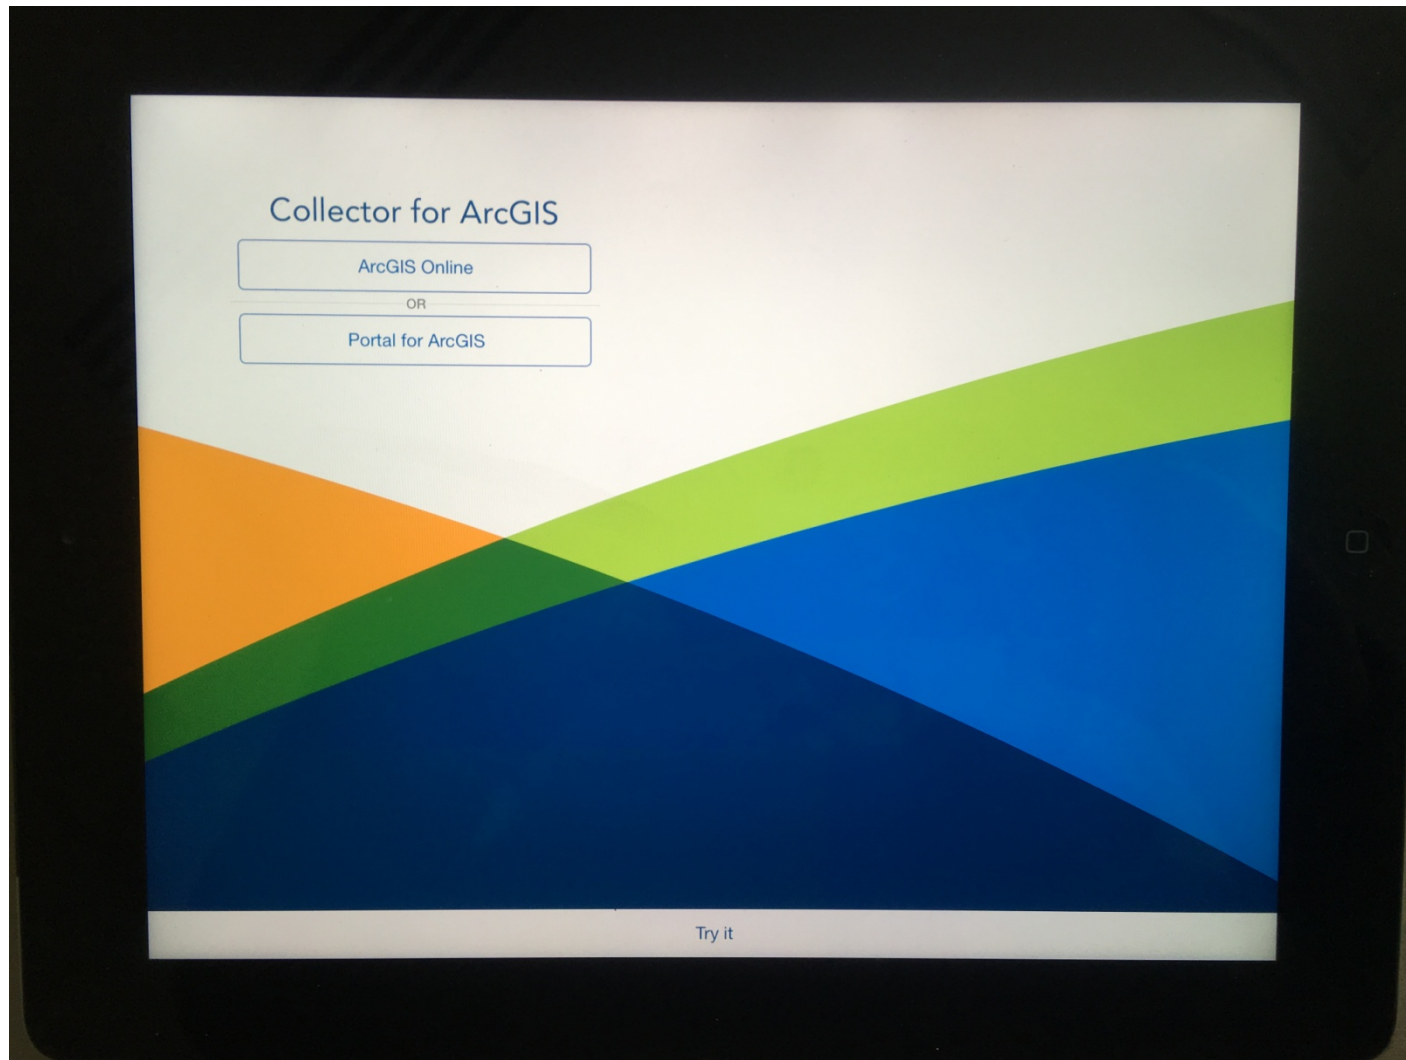 Collector for ArcGIS
ArcGIS Online
OR
Portal for ArcGIS
Try it